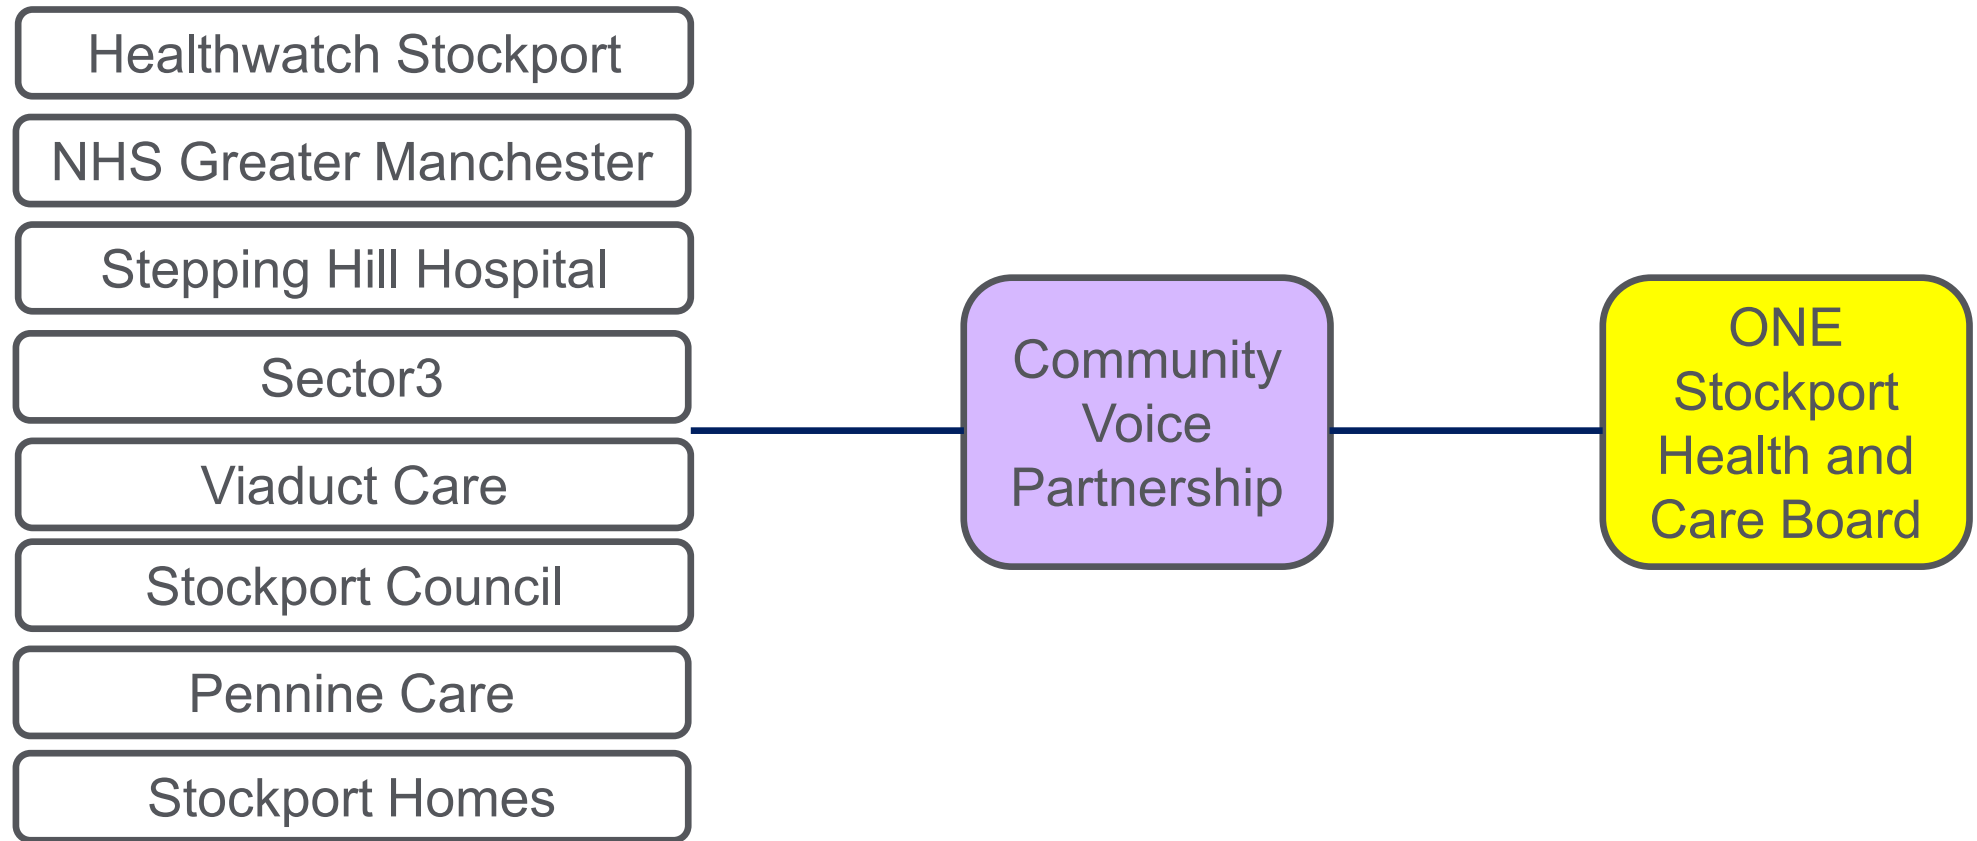 Healthwatch Stockport
NHS Greater Manchester
Stepping Hill Hospital
Sector3
Viaduct Care
Stockport Council
Pennine Care
Stockport Homes
Community
Voice
Partnership
ONE
Stockport
Health and
Care Board